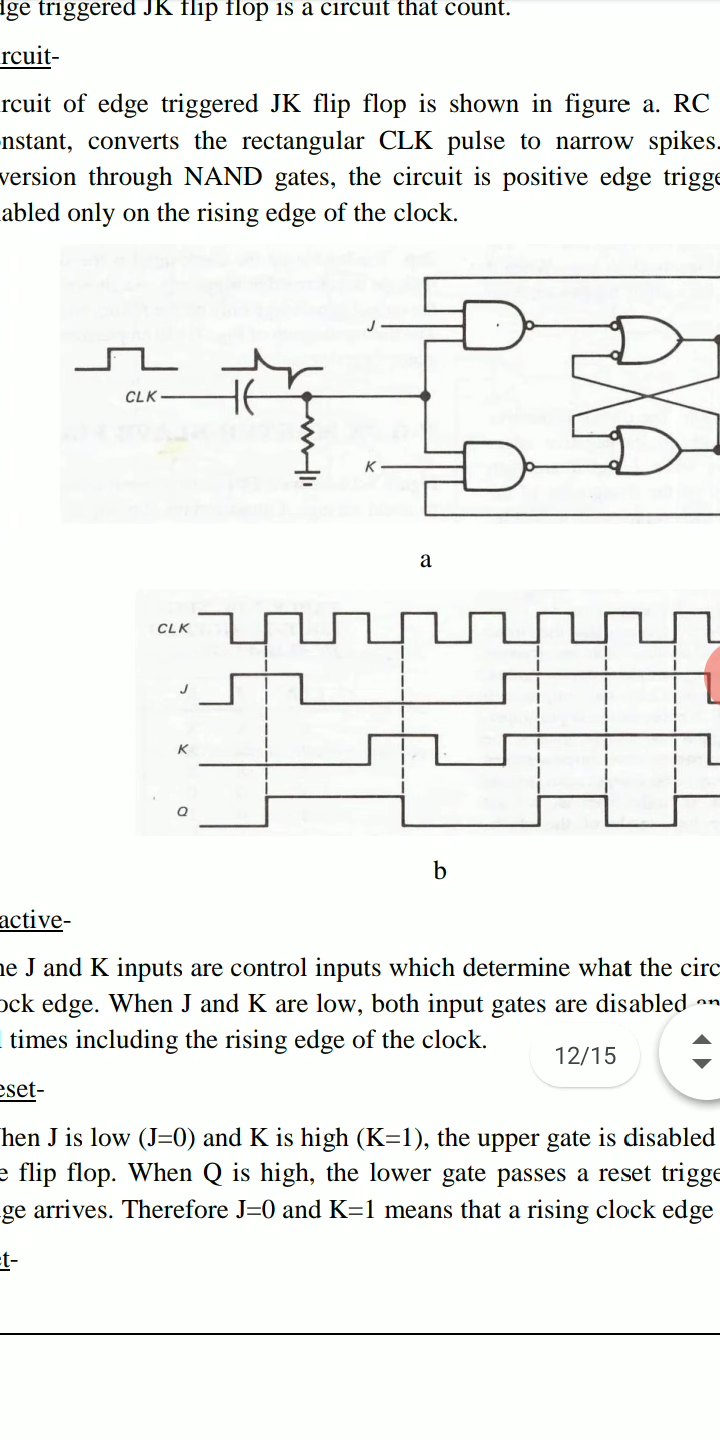 dge triggered JK flip flop is a circuit that count.
rcuit-
rcuit of edge triggered JK flip flop is shown in figure a. RC
nstant, converts the rectangular CLK pulse to narrow spikes.
version through NAND gates, the circuit is positive edge trigge
abled only on the rising edge of the clock.
J
CLK
K
a
CLK
J
K
Q
b
active-
he J and K inputs are control inputs which determine what the circ
ock edge. When J and K are low, both input gates are disabled an
times including the rising edge of the clock.
12/15
eset-
hen J is low (J=0) and K is high (K=1), the upper gate is disabled
e flip flop. When Q is high, the lower gate passes a reset trigge
ge arrives. Therefore J=0 and K=1 means that a rising clock edge
et-